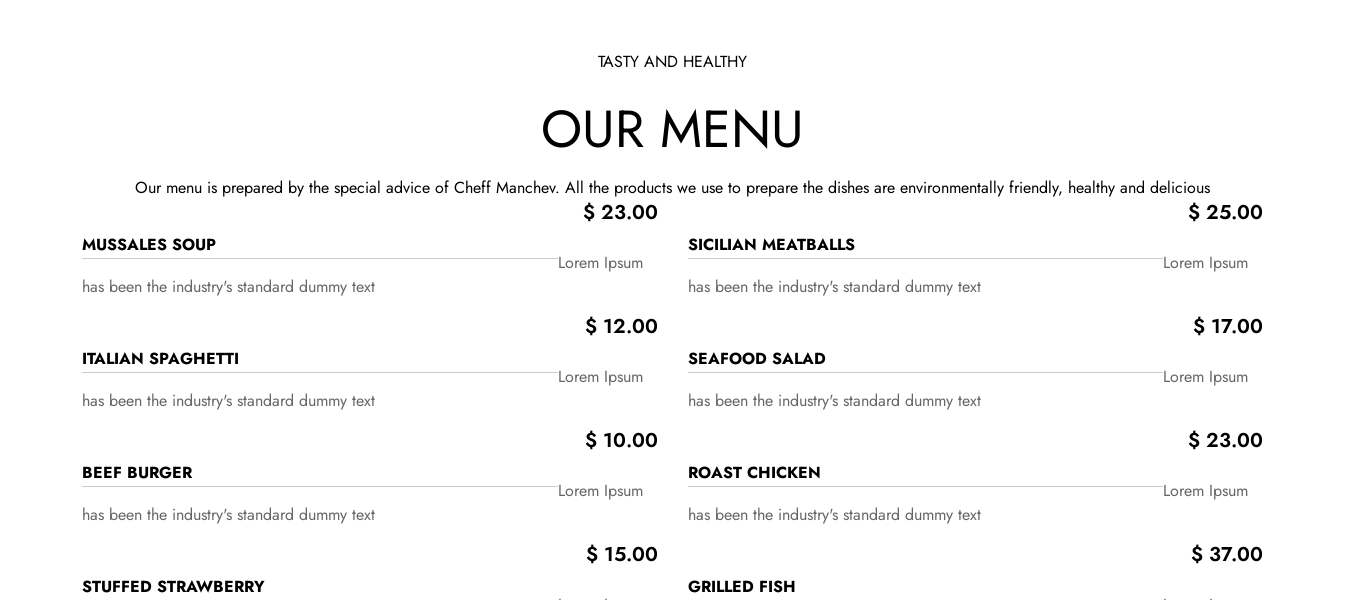 TASTY AND HEALTHY
OUR MENU
Our menu is prepared by the special advice of Cheff Manchev. All the products we use to prepare the dishes are environmentally friendly, healthy and delicious
$ 23.00
MUSSALES SOUP
Lorem Ipsum
has been the industry's standard dummy text
$ 12.00
ITALIAN SPAGHETTI
Lorem Ipsum
has been the industry's standard dummy text
$ 10.00
BEEF BURGER
Lorem Ipsum
has been the industry's standard dummy text
$ 15.00
STUFFED STRAWBERRY
$ 25.00
SICILIAN MEATBALLS
Lorem Ipsum
has been the industry's standard dummy text
$ 17.00
SEAFOOD SALAD
Lorem Ipsum
has been the industry's standard dummy text
$ 23.00
ROAST CHICKEN
Lorem Ipsum
has been the industry's standard dummy text
$ 37.00
GRILLED FISH